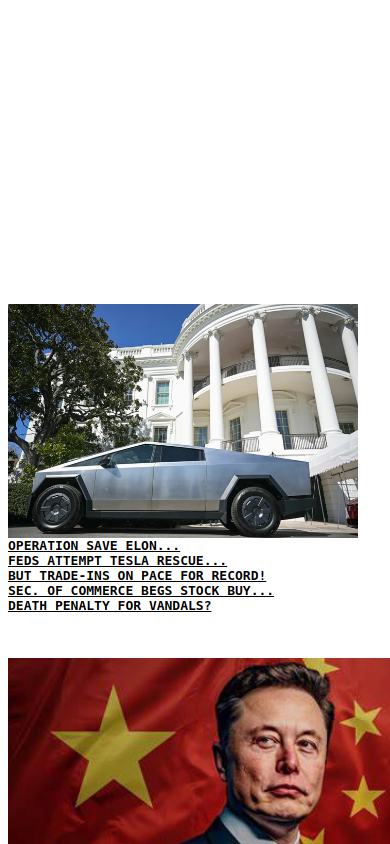 OPERATION SAVE ELON...
FEDS ATTEMPT TESLA RESCUE...
BUT TRADE-INS ON PACE FOR RECORD!
SEC. OF COMMERCE BEGS STOCK BUY...
DEATH PENALTY FOR VANDALS?